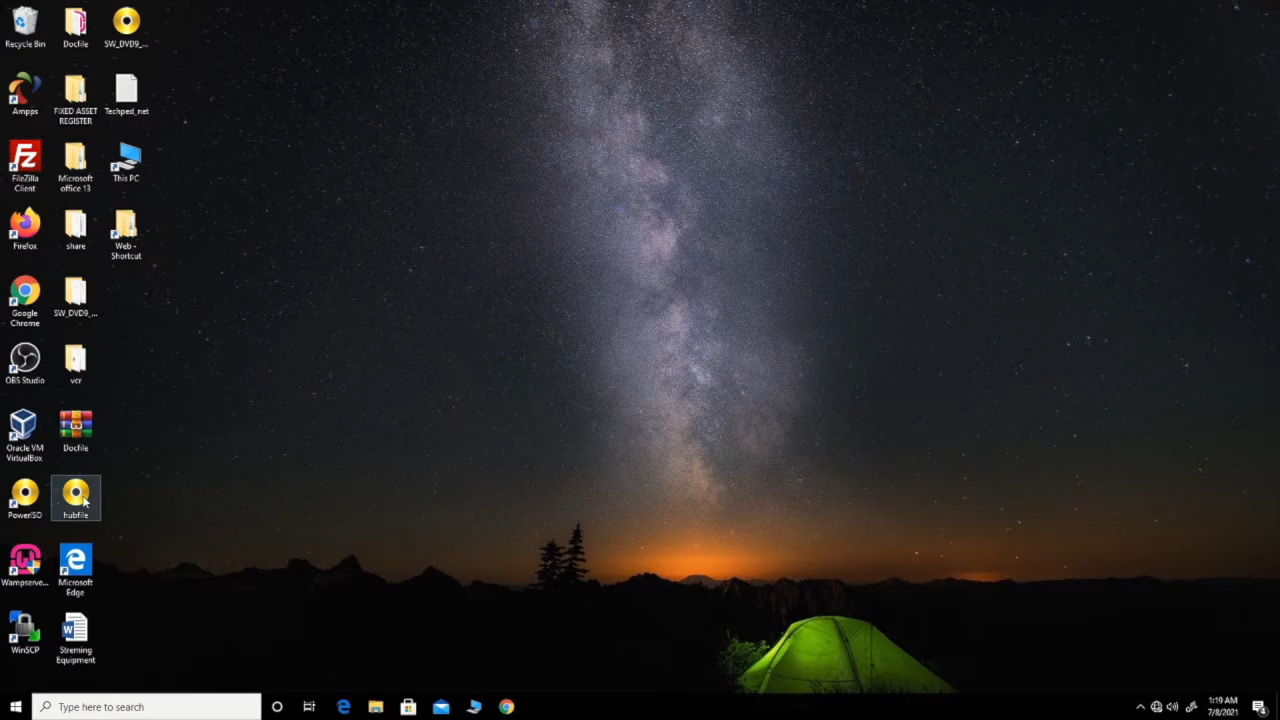 Recycle Bin
Docfile
SW_DVD9_...
Ampps
FIXED ASSET
REGISTER
Techped_net
FileZilla
Client
Microsoft
office 13
This PC
Firefox
share
Web -
Shortcut
Google
Chrome
SW_DVD9_...
OBS Studio
vcr
Oracle VM
VirtualBox
Docfile
PowerISO
hubfile
Wampserve...
Microsoft
Edge
WinSCP
Streming
Equipment
Type here to search
1:19 AM
7/8/2021
4